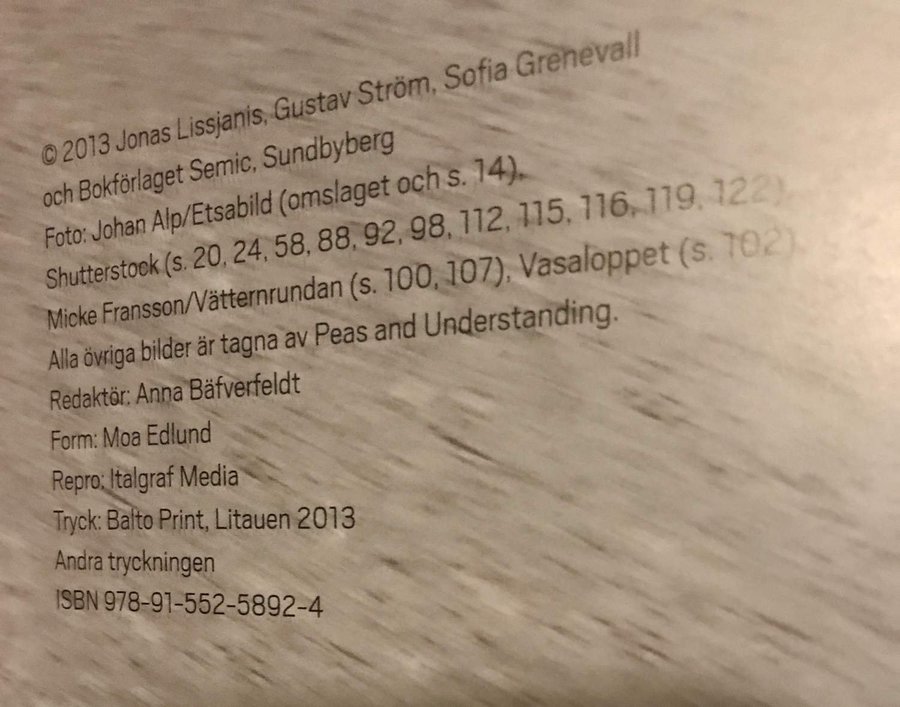 © 2013 Jonas Lissjanis, Gustav Ström, Sofia Grenevall
och Bokförlaget Semic, Sundbyberg
Foto: Johan Alp/Etsabild (omslaget och s. 14),
Shutterstock (s. 20, 24, 58, 88, 92, 98, 112, 115, 116, 119, 122),
Micke Fransson/Vätternrundan (s. 100, 107), Vasaloppet (s. 102).
Alla övriga bilder är tagna av Peas and Understanding.
Redaktör: Anna Bäfverfeldt
Form: Moa Edlund
Repro: Italgraf Media
Tryck: Balto Print, Litauen 2013
Andra tryckningen
ISBN 978-91-552-5892-4